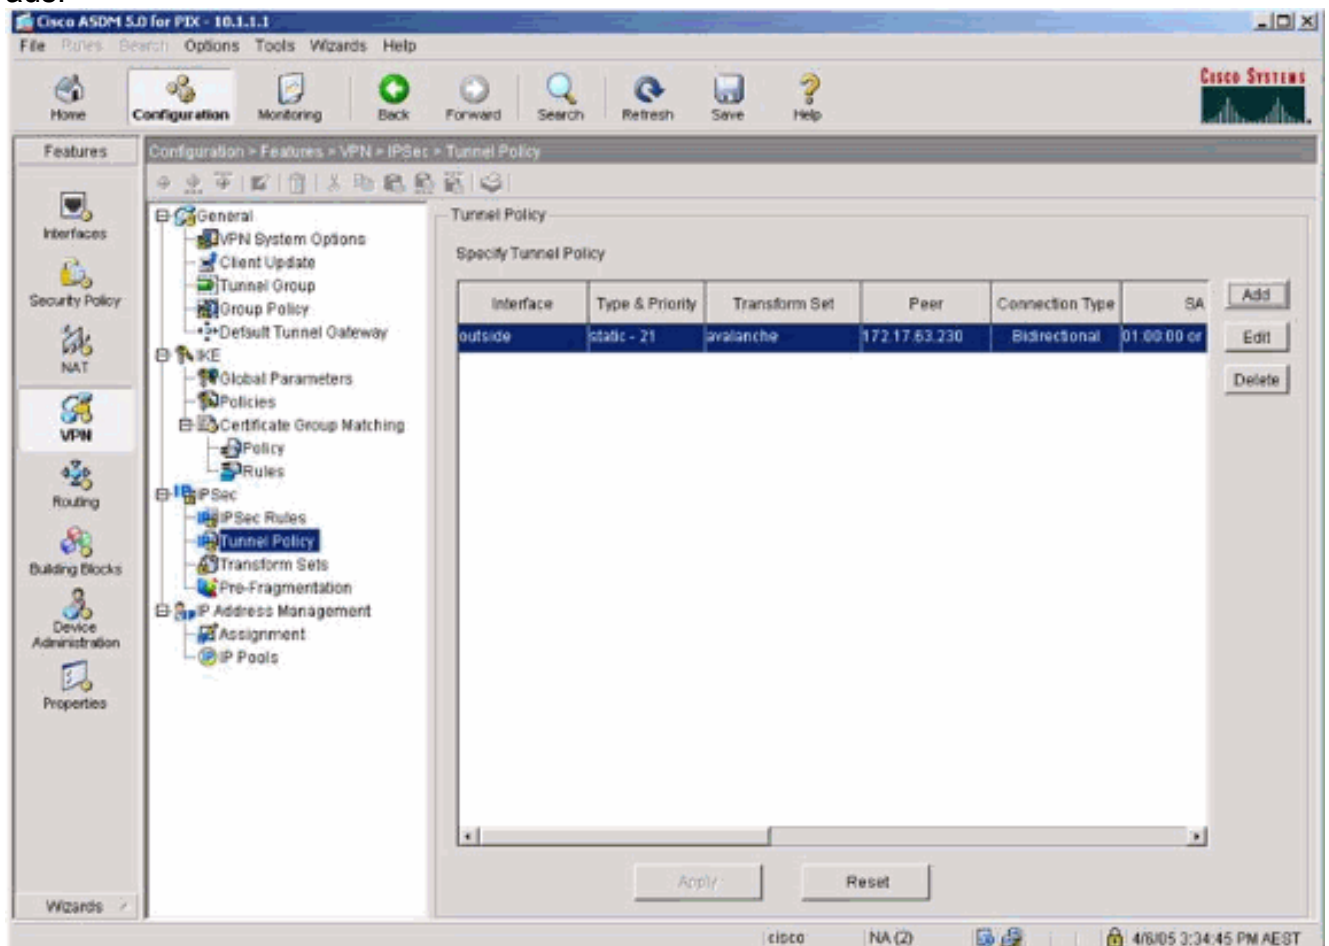 Cisco ASDM 5.0 for PIX - 10.1.1.1
File Rules Search Options Tools Wizards Help
Home Configuration Monitoring Back Forward Search Refresh Save Help
CISCO SYSTEMS
Features
Configuration > Features > VPN > IPSec > Tunnel Policy
Interfaces
Security Policy
NAT
VPN
Routing
Building Blocks
Device Administration
Properties
Wizards
General
VPN System Options
Client Update
Tunnel Group
Group Policy
Default Tunnel Gateway
IKE
Global Parameters
Policies
Certificate Group Matching
Policy
Rules
IPSec
IPSec Rules
Tunnel Policy
Transform Sets
Pre-Fragmentation
IP Address Management
Assignment
IP Pools
Tunnel Policy
Specify Tunnel Policy
Interface Type & Priority Transform Set Peer Connection Type SA
outside static - 21 avalanche 172.17.63.230 Bidirectional 01:00:00 or
Add
Edit
Delete
Apply Reset
cisco NA (2) 4/6/05 3:34:45 PM AEST